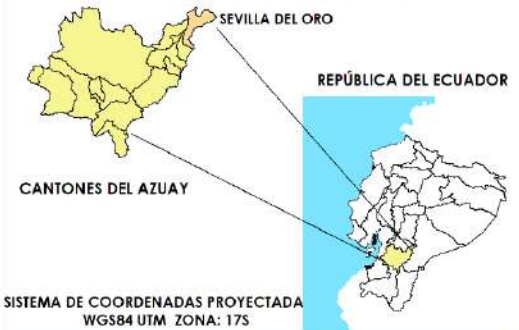 SEVILLA DEL ORO
REPÚBLICA DEL ECUADOR
CANTONES DEL AZUAY
SISTEMA DE COORDENADAS PROYECTADA
WGS84 UTM ZONA: 17S